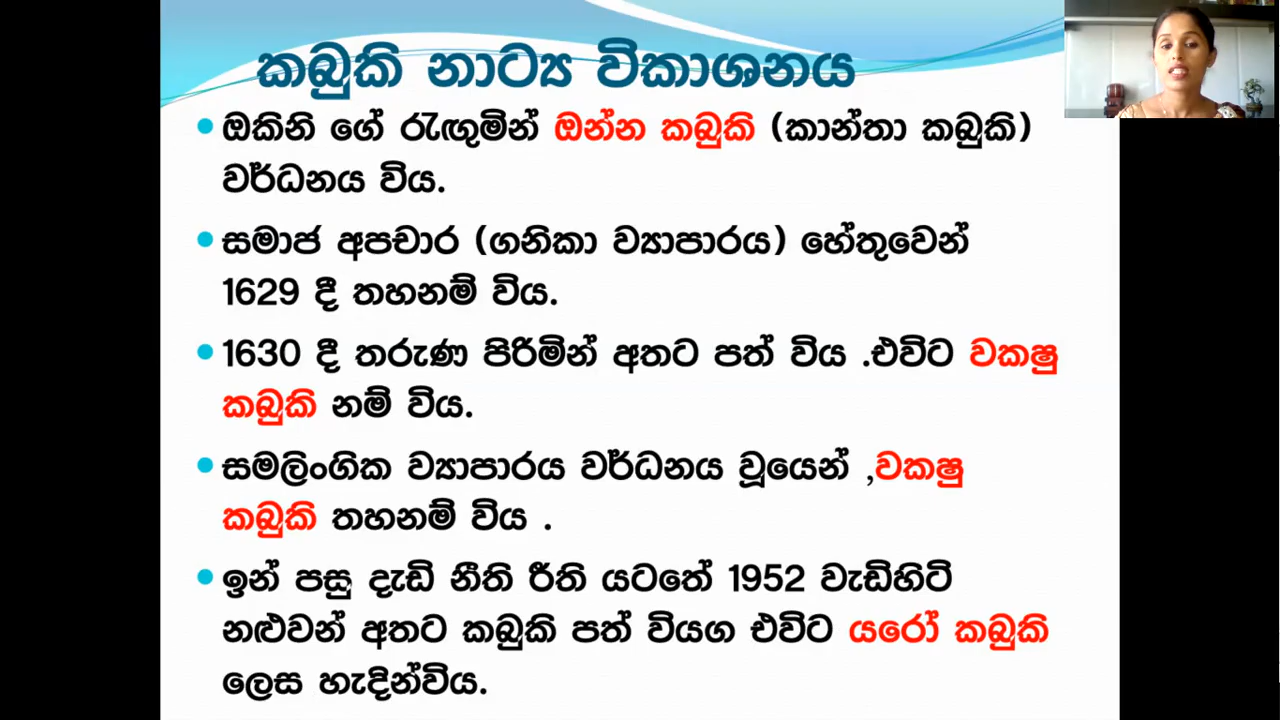 කබුකි නාට්‍ය විකාශනය
ඔකිනි ගේ රැඟුමින් ඔන්න කබුකි (කාන්තා කබුකි)
වර්ධනය විය.
සමාජ අපචාර (ගනිකා ව්‍යාපාරය) හේතුවෙන්
1629 දී තහනම් විය.
1630 දී තරුණ පිරිමින් අතට පත් විය .එවිට වකෂු
කබුකි නම් විය.
සමලිංගික ව්‍යාපාරය වර්ධනය වූයෙන් ,වකෂු
කබුකි තහනම් විය .
ඉන් පසු දැඩි නීති රීති යටතේ 1952 වැඩිහිටි
නළුවන් අතට කබුකි පත් වියග එවිට යරෝ කබුකි
ලෙස හැදින්විය.